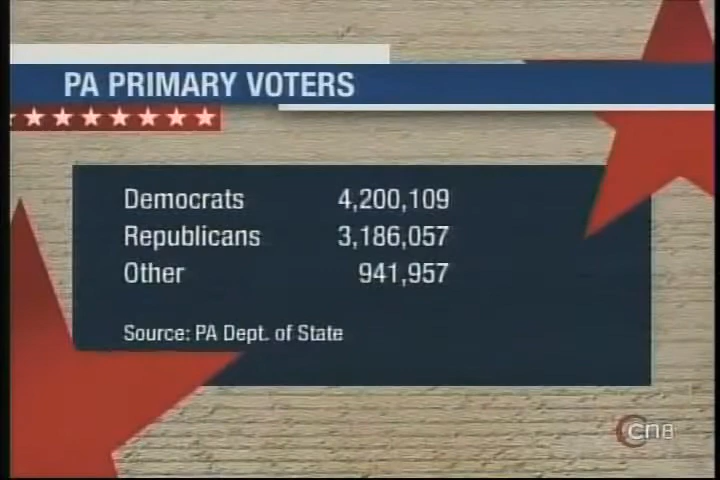 PA PRIMARY VOTERS
Democrats 4,200,109
Republicans 3,186,057
Other 941,957
Source: PA Dept. of State
cn8